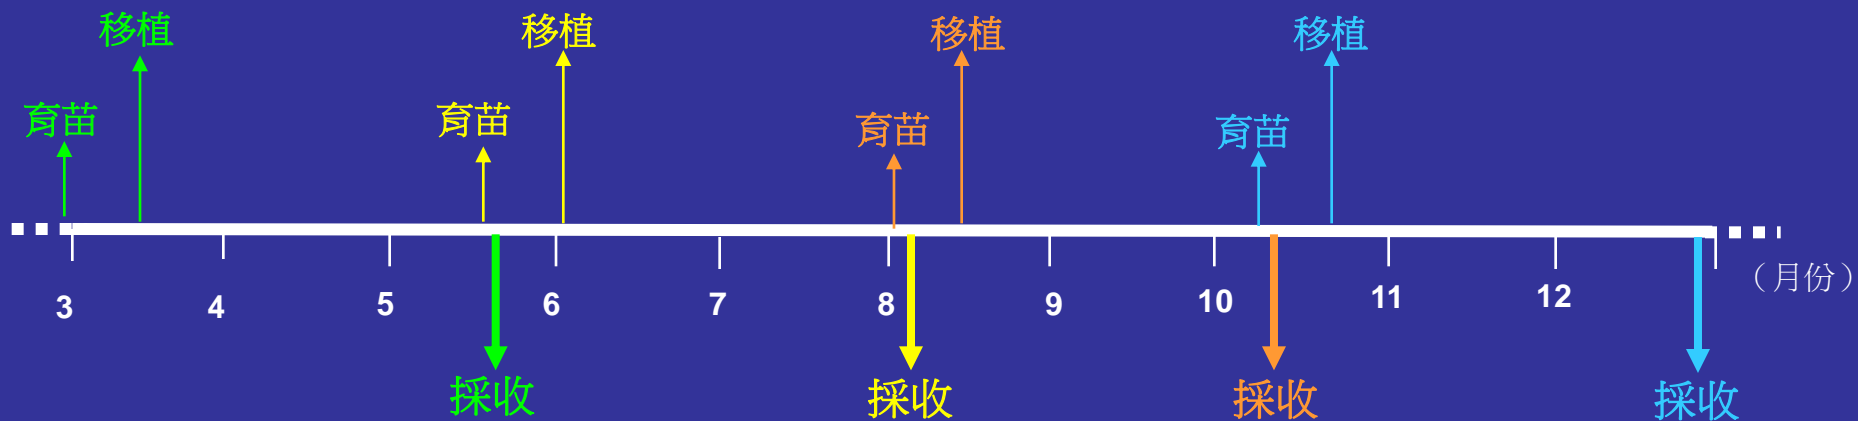 移植 移植 移植 移植
育苗 育苗 育苗 育苗
3 4 5 6 7 8 9 10 11 12 （月份）
採收 採收 採收 採收